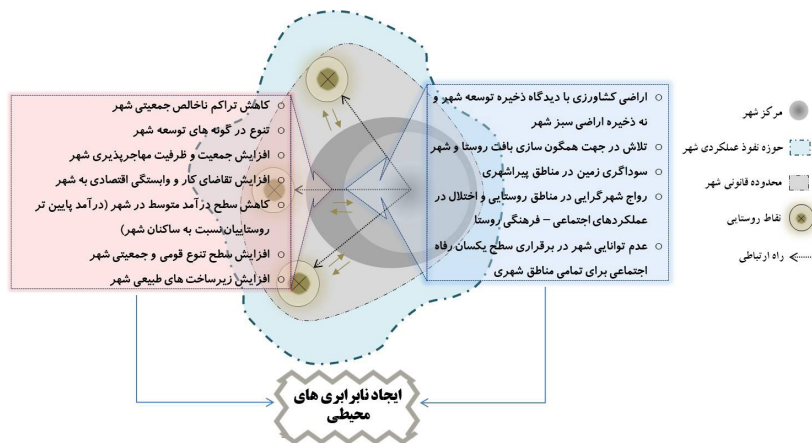 اراضی کشاورزی با دیدگاه ذخیره توسعه شهر و
نه ذخیره اراضی سبز شهر
تلاش در جهت همگون سازی بافت روستا و شهر
سوداگری زمین در مناطق پیراشهری
رواج شهرگرایی در مناطق روستایی و اختلال در
عملکردهای اجتماعی – فرهنگی روستا
عدم توانایی شهر در برقراری سطح یکسان رفاه
اجتماعی برای تمامی مناطق شهری
کاهش تراکم ناخالص جمعیتی شهر
تنوع در گونه های توسعه شهر
افزایش جمعیت و ظرفیت مهاجرپذیری شهر
افزایش تقاضای کار و وابستگی اقتصادی به شهر
کاهش سطح درآمد متوسط در شهر (درآمد پایین تر
روستاییان نسبت به ساکنان شهر)
افزایش سطح تنوع قومی و جمعیتی شهر
افزایش زیرساخت های طبیعی شهر
مرکز شهر
حوزه نفوذ عملکردی شهر
محدوده قانونی شهر
نقاط روستایی
راه ارتباطی
ایجاد نابرابری های
محیطی